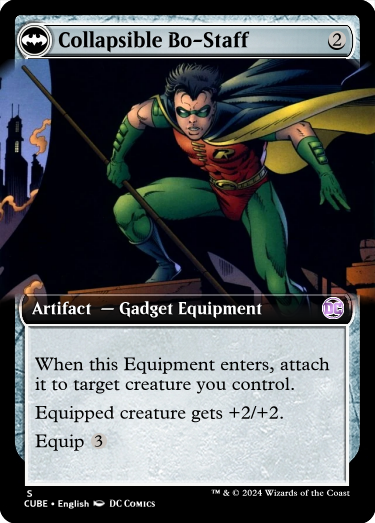 Collapsible Bo-Staff 2
Artifact — Gadget Equipment DC
When this Equipment enters, attach
it to target creature you control.
Equipped creature gets +2/+2.
Equip 3
S
CUBE • English DC Comics
™ & © 2024 Wizards of the Coast